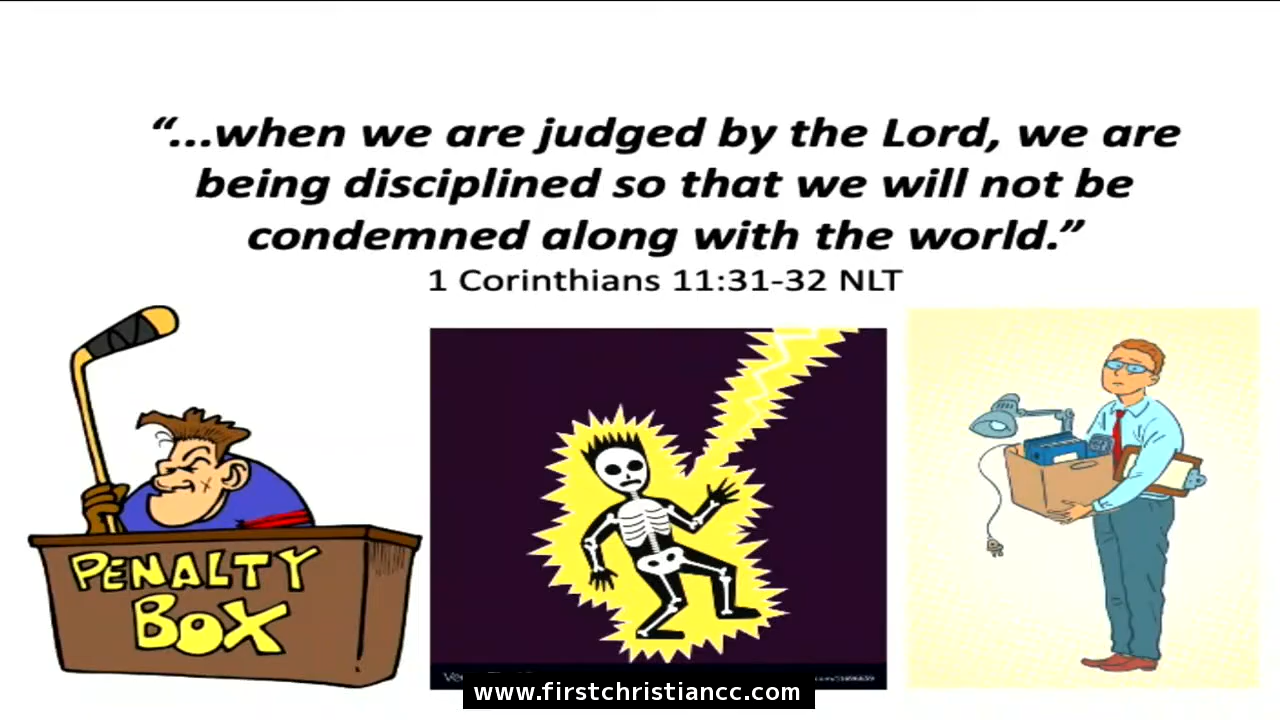 “...when we are judged by the Lord, we are
being disciplined so that we will not be
condemned along with the world.”
1 Corinthians 11:31-32 NLT
PENALTY
BOX
www.firstchristiancc.com